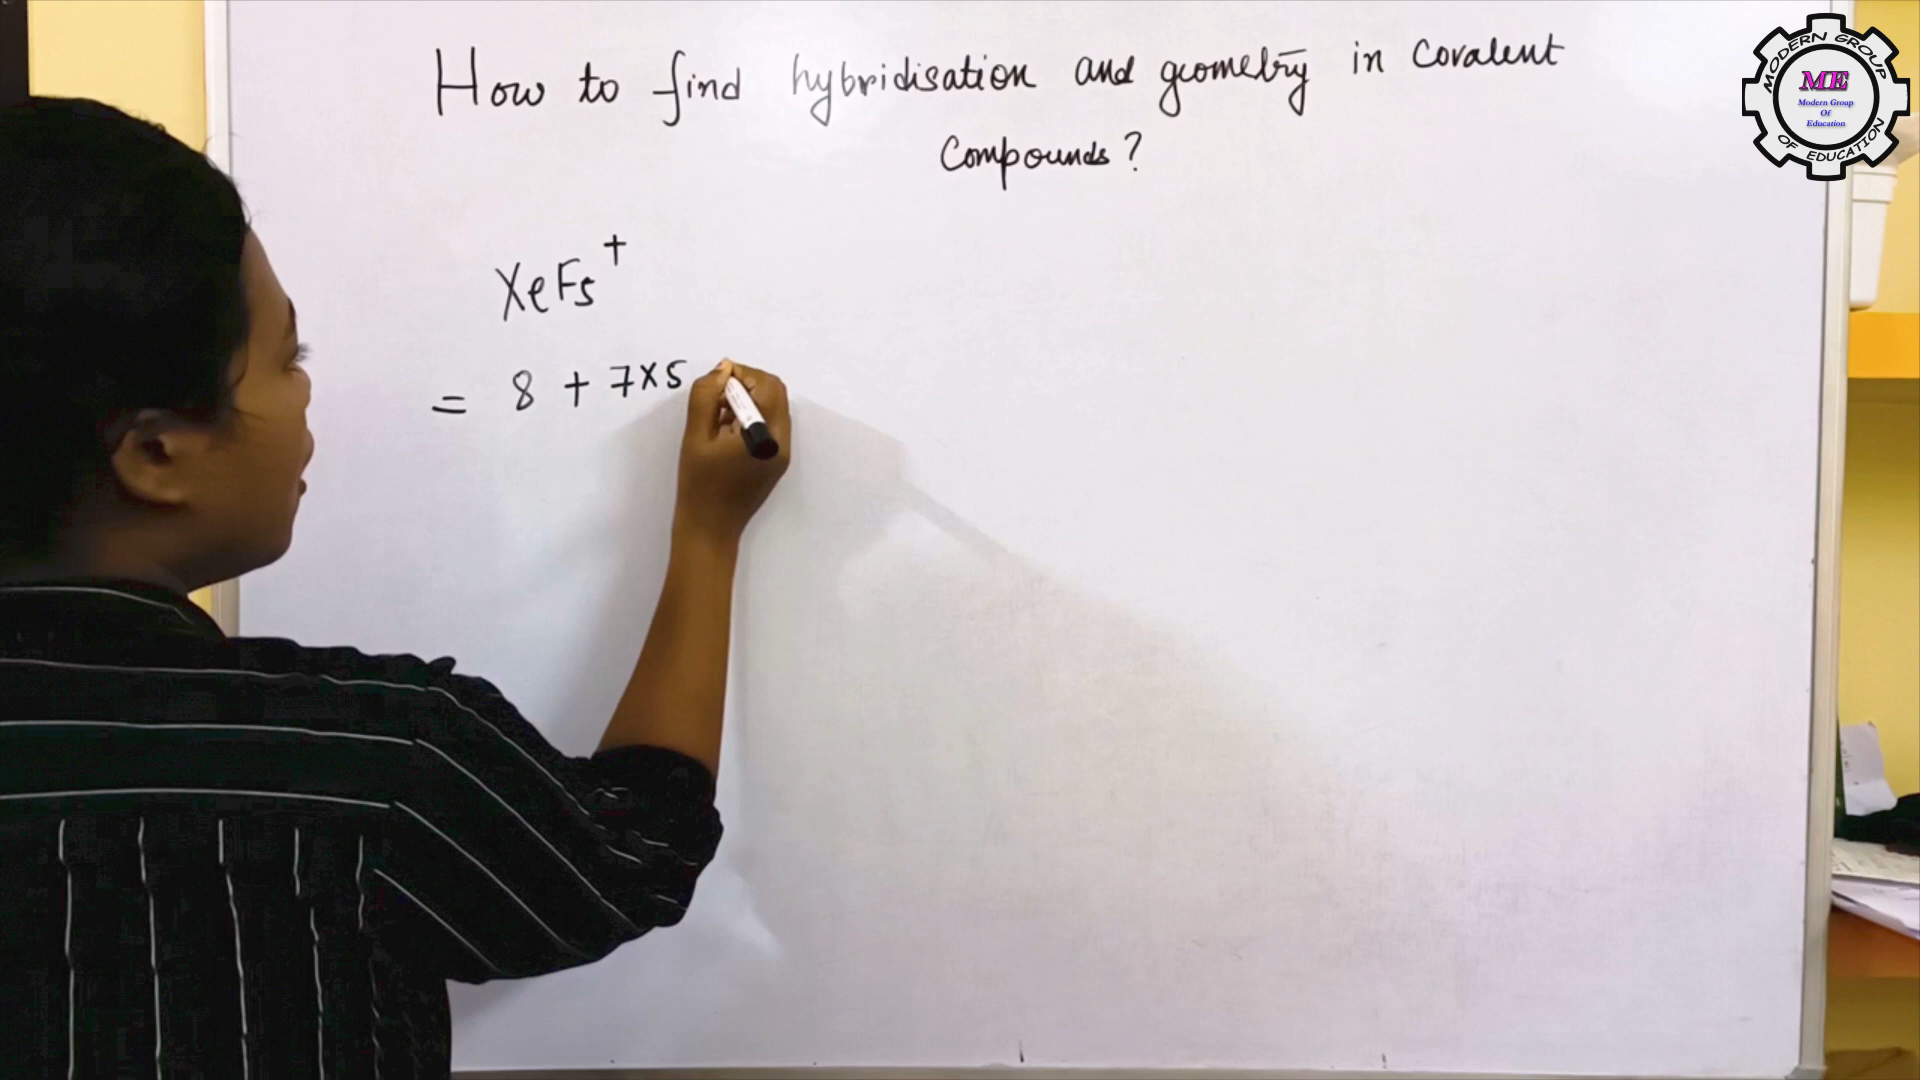 How to find hybridisation and geometry in Covalent
Compounds?
XeF5+
= 8 + 7x5
MODERN GROUP
ME
Modern Group
Of
Education
OF EDUCATION